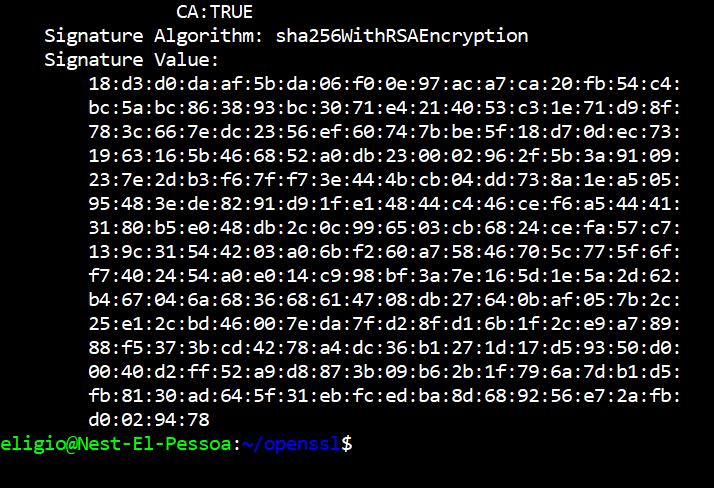 CA:TRUE
Signature Algorithm: sha256WithRSAEncryption
Signature Value:
18:d3:d0:da:af:5b:da:06:f0:0e:97:ac:a7:ca:20:fb:54:c4:
bc:5a:bc:86:38:93:bc:30:71:e4:21:40:53:c3:1e:71:d9:8f:
78:3c:66:7e:dc:23:56:ef:60:74:7b:be:5f:18:d7:0d:ec:73:
19:63:16:5b:46:68:52:a0:db:23:00:02:96:2f:5b:3a:91:09:
23:7e:2d:b3:f6:7f:f7:3e:44:4b:cb:04:dd:73:8a:1e:a5:05:
95:48:3e:de:82:91:d9:1f:e1:48:44:c4:46:ce:f6:a5:44:41:
31:80:b5:e0:48:db:2c:0c:99:65:03:cb:68:24:ce:fa:57:c7:
13:9c:31:54:42:03:a0:6b:f2:60:a7:58:46:70:5c:77:5f:6f:
f7:40:24:54:a0:e0:14:c9:98:bf:3a:7e:16:5d:1e:5a:2d:62:
b4:67:04:6a:68:36:68:61:47:08:db:27:64:0b:af:05:7b:2c:
25:e1:2c:bd:46:00:7e:da:7f:d2:8f:d1:6b:1f:2c:e9:a7:89:
88:f5:37:3b:cd:42:78:a4:dc:36:b1:27:1d:17:d5:93:50:d0:
00:40:d2:ff:52:a9:d8:87:3b:09:b6:2b:1f:79:6a:7d:b1:d5:
fb:81:30:ad:64:5f:31:eb:fc:ed:ba:8d:68:92:56:e7:2a:fb:
d0:02:94:78
eligio@Nest-El-Pessoa:~/openssl$